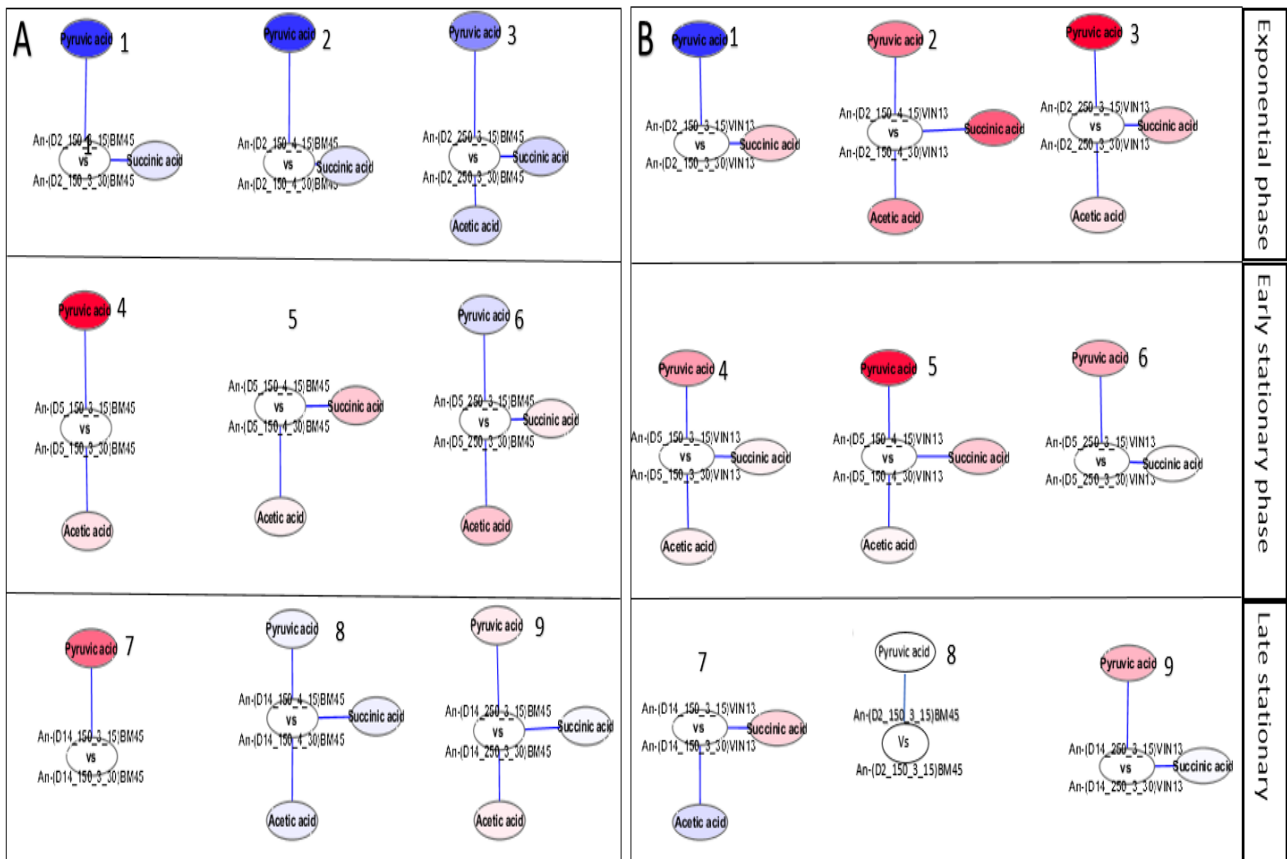 A
B
Pyruvic acid 1
Pyruvic acid 2
Pyruvic acid 3
vs
An-(D2_150_3_30)BM45
Succinic acid
An-(D2_150_4_15)BM45
vs
An-(D2_150_4_30)BM45
Succinic acid
An-(D2_250_3_15)BM45
vs
An-(D2_250_3_30)BM45
Succinic acid
Acetic acid
Pyruvic acid 1
Pyruvic acid 2
Pyruvic acid 3
An-(D2_150_3_15)VIN13
vs
An-(D2_150_3_30)VIN13
Succinic acid
An-(D2_150_4_15)VIN13
vs
An-(D2_150_4_30)VIN13
Succinic acid
Acetic acid
An-(D2_250_3_15)VIN13
vs
An-(D2_250_3_30)VIN13
Succinic acid
Acetic acid
Exponential phase
Pyruvic acid 4
An-(D5_150_3_15)BM45
vs
An-(D5_150_3_30)BM45
Acetic acid
5
An-(D5_150_4_15)BM45
vs
An-(D5_150_4_30)BM45
Succinic acid
Acetic acid
Pyruvic acid 6
An-(D5_250_3_15)BM45
vs
An-(D5_250_3_30)BM45
Succinic acid
Acetic acid
Pyruvic acid 4
An-(D5_150_3_15)VIN13
vs
An-(D5_150_3_30)VIN13
Succinic acid
Acetic acid
Pyruvic acid 5
An-(D5_150_4_15)VIN13
vs
An-(D5_150_4_30)VIN13
Succinic acid
Acetic acid
Pyruvic acid 6
An-(D5_250_3_15)VIN13
vs
An-(D5_250_3_30)VIN13
Succinic acid
Early stationary phase
Pyruvic acid 7
An-(D14_150_3_15)BM45
vs
An-(D14_150_3_30)BM45
Pyruvic acid 8
An-(D14_150_4_15)BM45
vs
An-(D14_150_4_30)BM45
Succinic acid
Acetic acid
Pyruvic acid 9
An-(D14_250_3_15)BM45
vs
An-(D14_250_3_30)BM45
Succinic acid
Acetic acid
7
An-(D14_150_3_15)VIN13
vs
An-(D14_150_3_30)VIN13
Succinic acid
Acetic acid
Pyruvic acid 8
An-(D2_150_3_15)BM45
Vs
An-(D2_150_3_15)BM45
Pyruvic acid 9
An-(D14_250_3_15)VIN13
vs
An-(D14_250_3_30)VIN13
Succinic acid
Late stationary